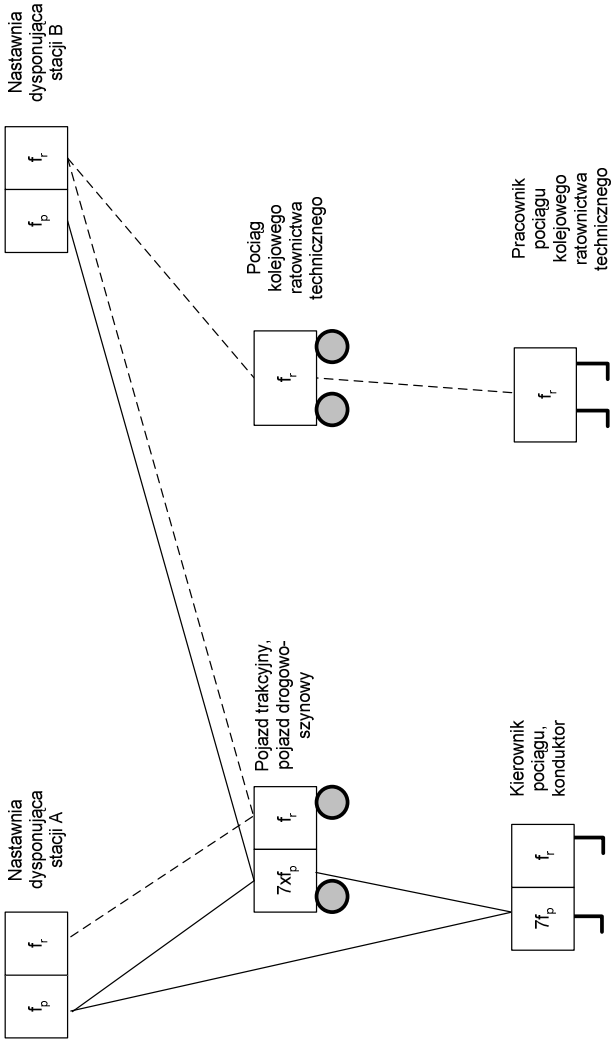 Nastawnia
dysponująca
stacji A
f_p
f_r
Nastawnia
dysponująca
stacji B
f_p
f_r
Pojazd trakcyjny,
pojazd drogowo-
szynowy
7xf_p
f_r
Pociąg
kolejowego
ratownictwa
technicznego
f_r
Kierownik
pociągu,
konduktor
7f_p
f_r
Pracownik
pociągu
kolejowego
ratownictwa
technicznego
f_r